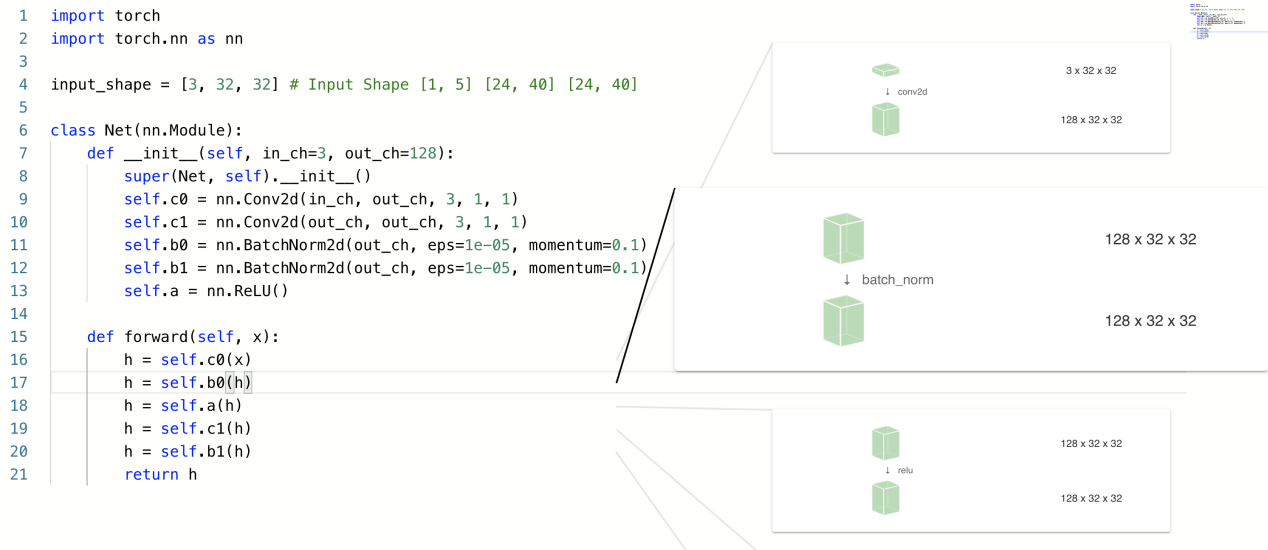 1 import torch
2 import torch.nn as nn
3
4 input_shape = [3, 32, 32] # Input Shape [1, 5] [24, 40] [24, 40]
5
6 class Net(nn.Module):
7     def __init__(self, in_ch=3, out_ch=128):
8         super(Net, self).__init__()
9         self.c0 = nn.Conv2d(in_ch, out_ch, 3, 1, 1)
10         self.c1 = nn.Conv2d(out_ch, out_ch, 3, 1, 1)
11         self.b0 = nn.BatchNorm2d(out_ch, eps=1e-05, momentum=0.1)
12         self.b1 = nn.BatchNorm2d(out_ch, eps=1e-05, momentum=0.1)
13         self.a = nn.ReLU()
14
15     def forward(self, x):
16         h = self.c0(x)
17         h = self.b0(h)
18         h = self.a(h)
19         h = self.c1(h)
20         h = self.b1(h)
21         return h
3 x 32 x 32
↓ conv2d
128 x 32 x 32
128 x 32 x 32
↓ batch_norm
128 x 32 x 32
128 x 32 x 32
↓ relu
128 x 32 x 32